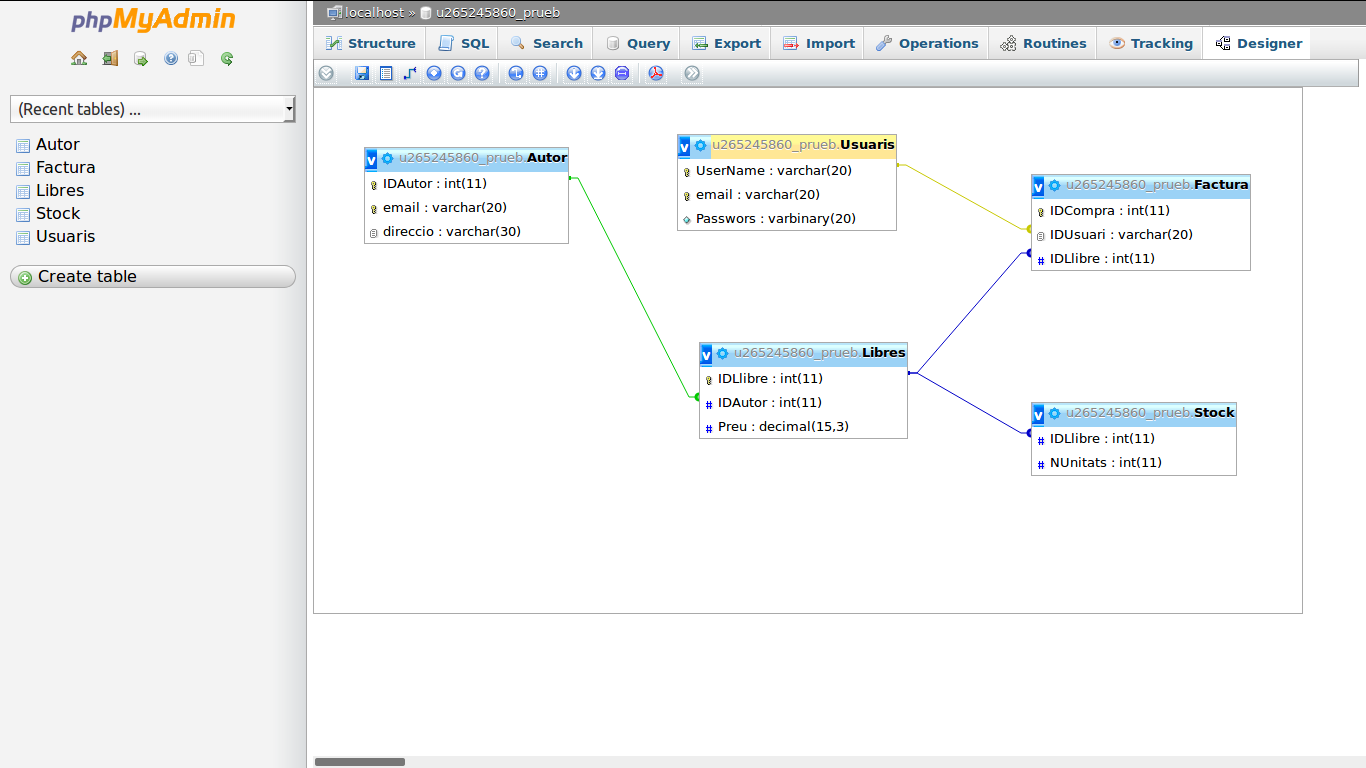 phpMyAdmin
(Recent tables) ...
Autor
Factura
Libres
Stock
Usuaris
Create table
localhost » u265245860_prueb
Structure SQL Search Query Export Import Operations Routines Tracking Designer
v u265245860_prueb.Autor
IDAutor : int(11)
email : varchar(20)
direccio : varchar(30)
v u265245860_prueb.Usuaris
UserName : varchar(20)
email : varchar(20)
Passwors : varbinary(20)
v u265245860_prueb.Factura
IDCompra : int(11)
IDUsuari : varchar(20)
# IDLlibre : int(11)
v u265245860_prueb.Libres
IDLlibre : int(11)
# IDAutor : int(11)
# Preu : decimal(15,3)
v u265245860_prueb.Stock
# IDLlibre : int(11)
# NUnitats : int(11)